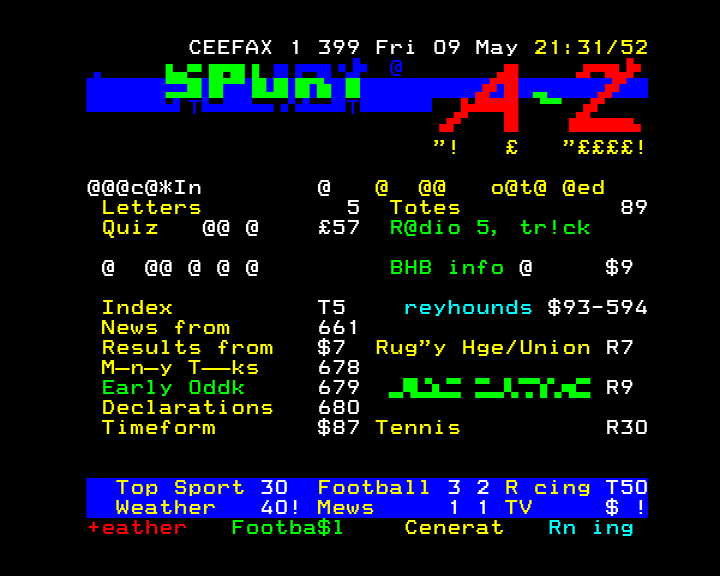 CEEFAX 1 399 Fri 09 May 21:31/52
@
SPORT A-Z
"! £ "££££!
@@@c@*In @ @ @@ o@t@ @ed
Letters 5 Totes 89
Quiz @@ @ £57 R@dio 5, tr!ck
@ @@ @ @ @ BHB info @ $9
Index T5 reyhounds $93-594
News from 661
Results from $7 Rug"y Hge/Union R7
M—n—y T——ks 678
Early Oddk 679 R9
Declarations 680
Timeform $87 Tennis R30
Top Sport 30 Football 3 2 R cing T50
Weather 40! Mews 1 1 TV $ !
+eather Footba$l Cenerat Rn ing